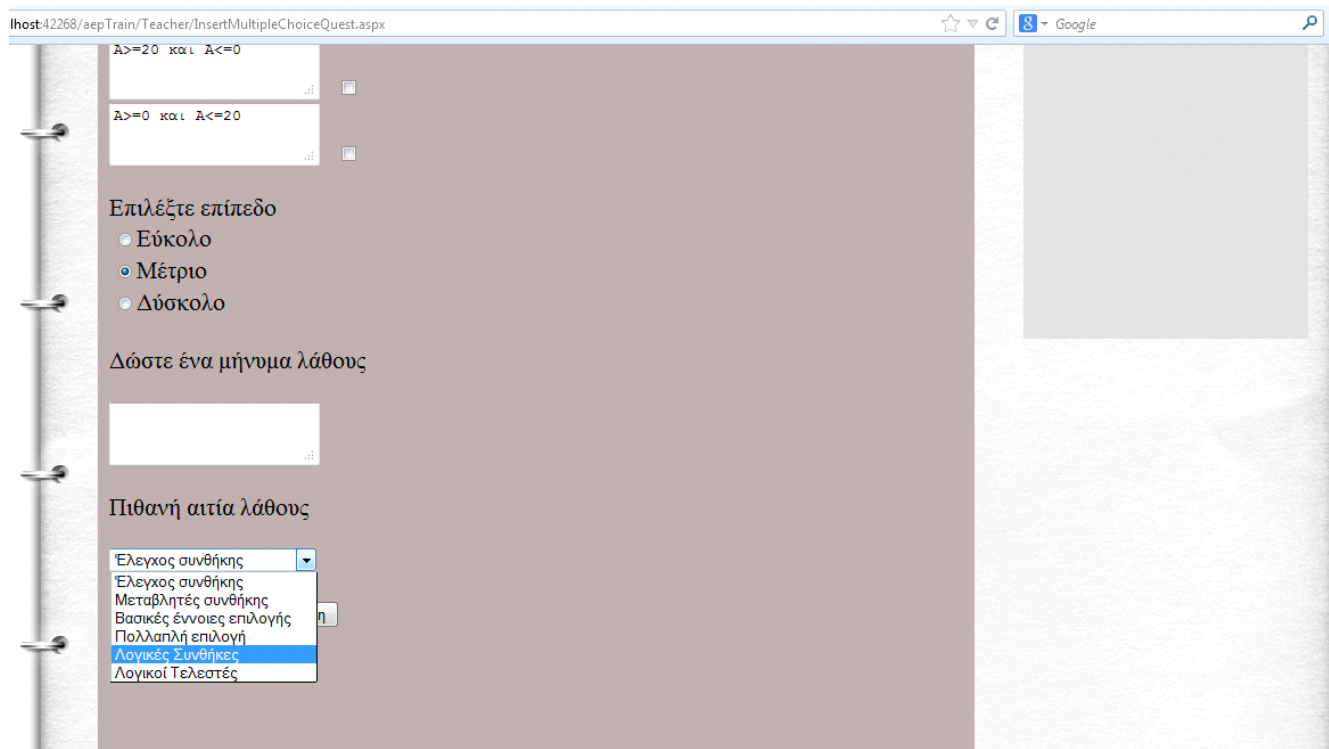 lhost:42268/aepTrain/Teacher/InsertMultipleChoiceQuest.aspx
8 Google
A>=20 και A<=0
A>=0 και A<=20
Επιλέξτε επίπεδο
Εύκολο
Μέτριο
Δύσκολο
Δώστε ένα μήνυμα λάθους
Πιθανή αιτία λάθους
Έλεγχος συνθήκης
Έλεγχος συνθήκης
Μεταβλητές συνθήκης
Βασικές έννοιες επιλογής
η
Πολλαπλή επιλογή
Λογικές Συνθήκες
Λογικοί Τελεστές